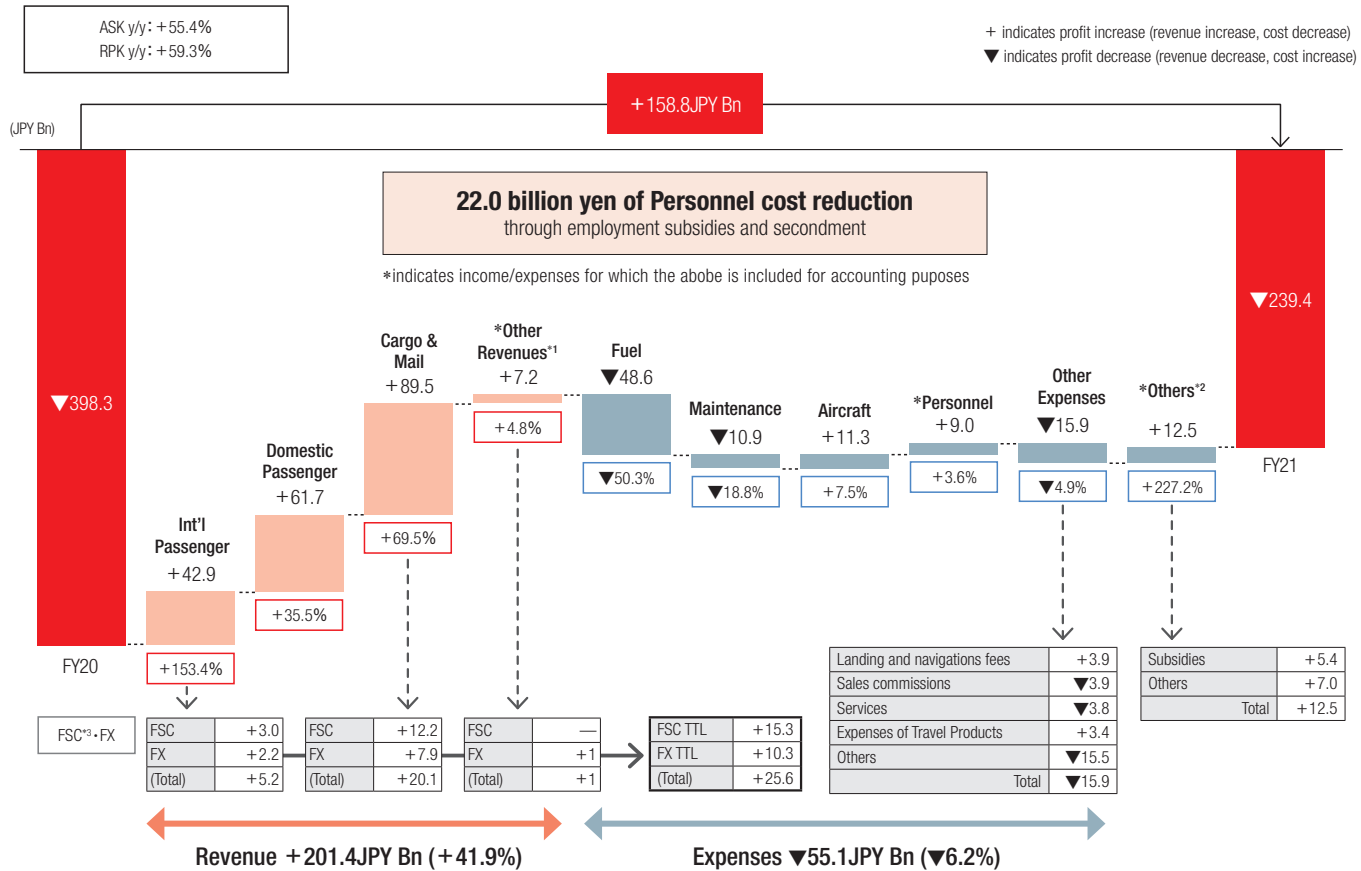 ASK y/y: +55.4%
RPK y/y: +59.3%
+ indicates profit increase (revenue increase, cost decrease)
▼ indicates profit decrease (revenue decrease, cost increase)
+158.8JPY Bn
(JPY Bn)
22.0 billion yen of Personnel cost reduction
through employment subsidies and secondment
*indicates income/expenses for which the abobe is included for accounting puposes
▼398.3
FY20
Int'l
Passenger
+42.9
+153.4%
Domestic
Passenger
+61.7
+35.5%
Cargo &
Mail
+89.5
+69.5%
*Other
Revenues*1
+7.2
+4.8%
Fuel
▼48.6
▼50.3%
Maintenance
▼10.9
▼18.8%
Aircraft
+11.3
+7.5%
*Personnel
+9.0
+3.6%
Other
Expenses
▼15.9
▼4.9%
*Others*2
+12.5
+227.2%
▼239.4
FY21
FSC*3・FX
FSC +3.0
FX +2.2
(Total) +5.2
FSC +12.2
FX +7.9
(Total) +20.1
FSC —
FX +1
(Total) +1
FSC TTL +15.3
FX TTL +10.3
(Total) +25.6
Landing and navigations fees +3.9
Sales commissions ▼3.9
Services ▼3.8
Expenses of Travel Products +3.4
Others ▼15.5
Total ▼15.9
Subsidies +5.4
Others +7.0
Total +12.5
Revenue +201.4JPY Bn (+41.9%)
Expenses ▼55.1JPY Bn (▼6.2%)